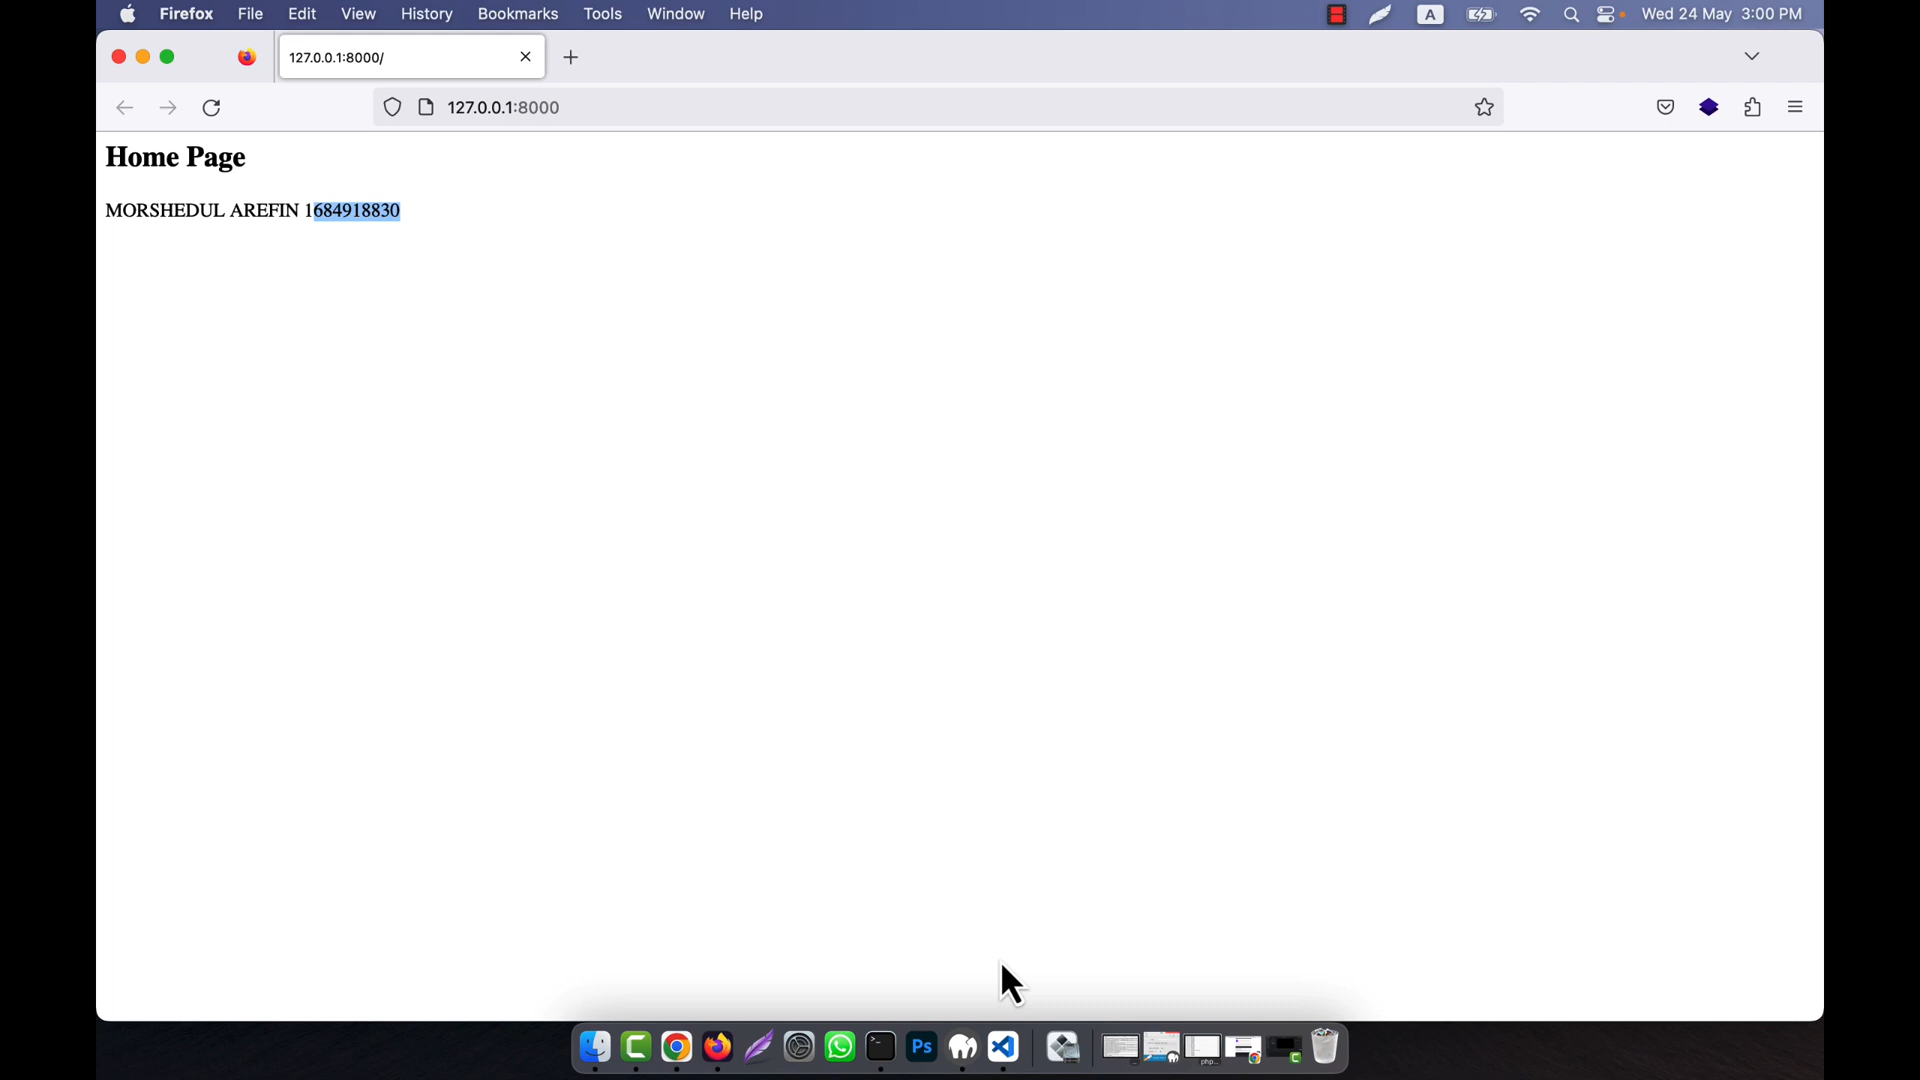 Firefox File Edit View History Bookmarks Tools Window Help A Wed 24 May 3:00 PM
127.0.0.1:8000/
127.0.0.1:8000
Home Page
MORSHEDUL AREFIN 1684918830
Ps
php...